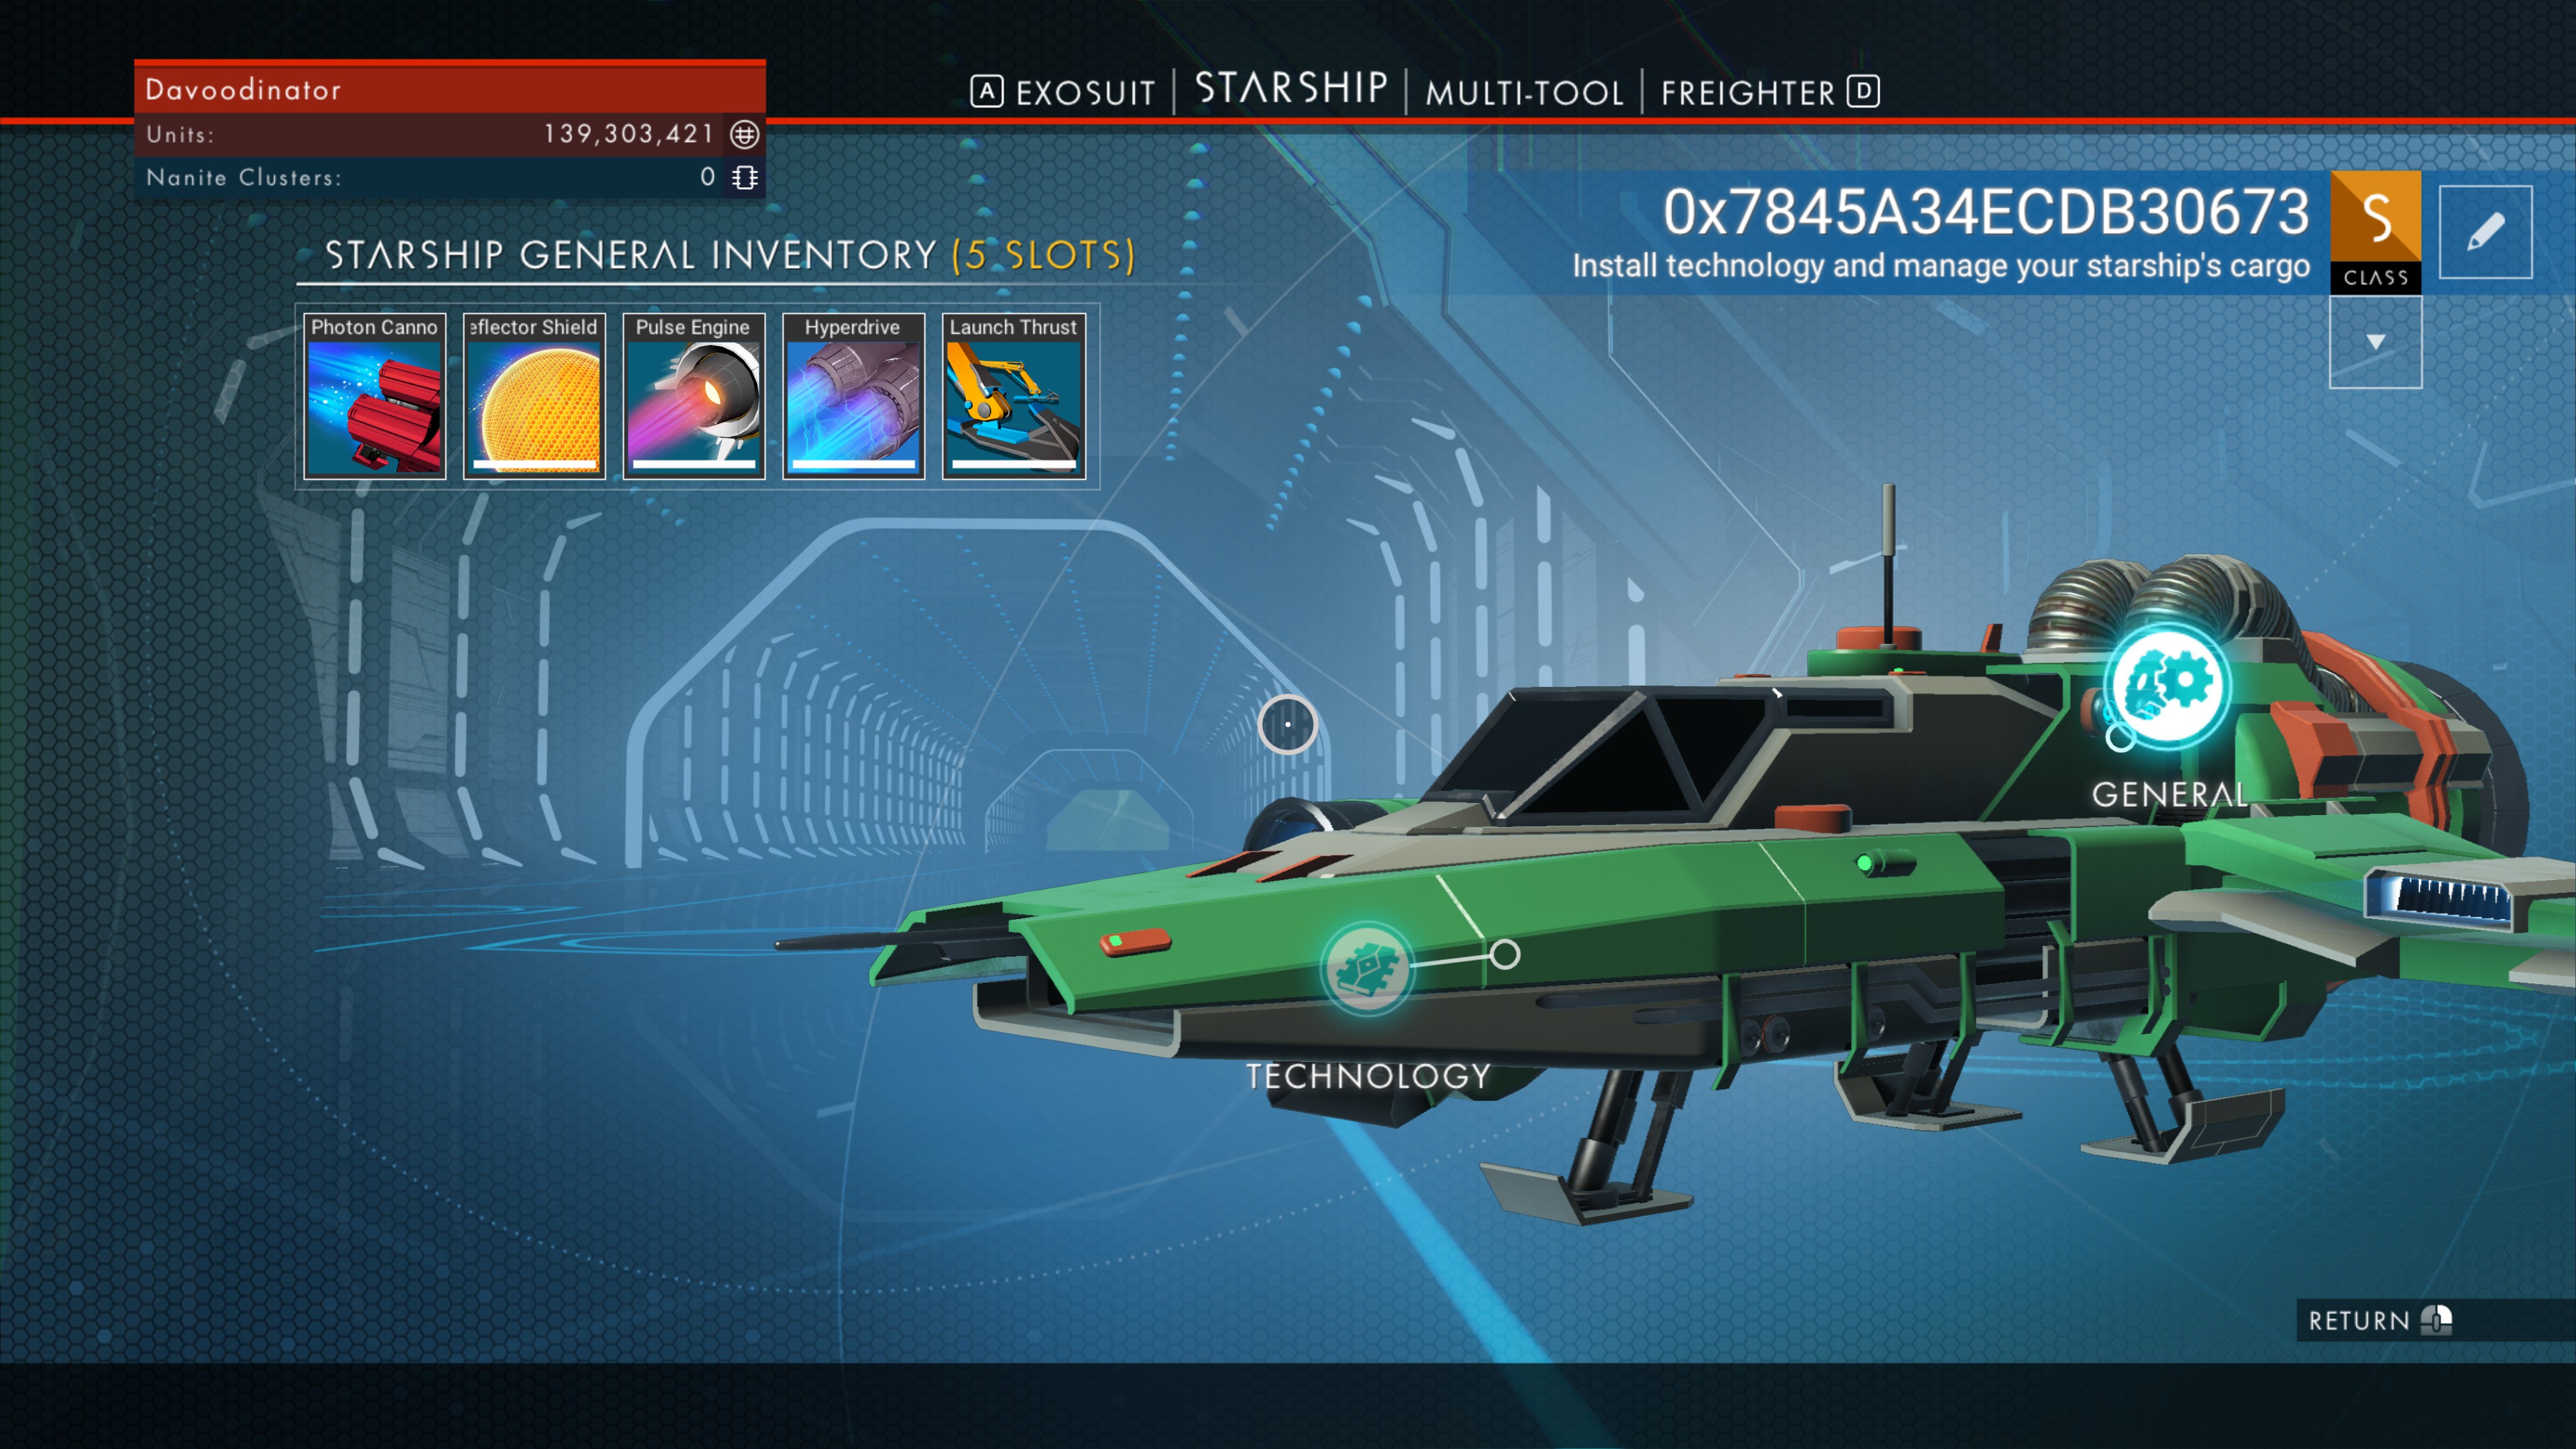 Davoodinator
Units: 139,303,421
Nanite Clusters: 0
A EXOSUIT STARSHIP MULTI-TOOL FREIGHTER D
0x7845A34ECDB30673
Install technology and manage your starship's cargo
S
CLASS
STARSHIP GENERAL INVENTORY (5 SLOTS)
Photon Canno eflector Shield Pulse Engine Hyperdrive Launch Thrust
GENERAL
TECHNOLOGY
RETURN